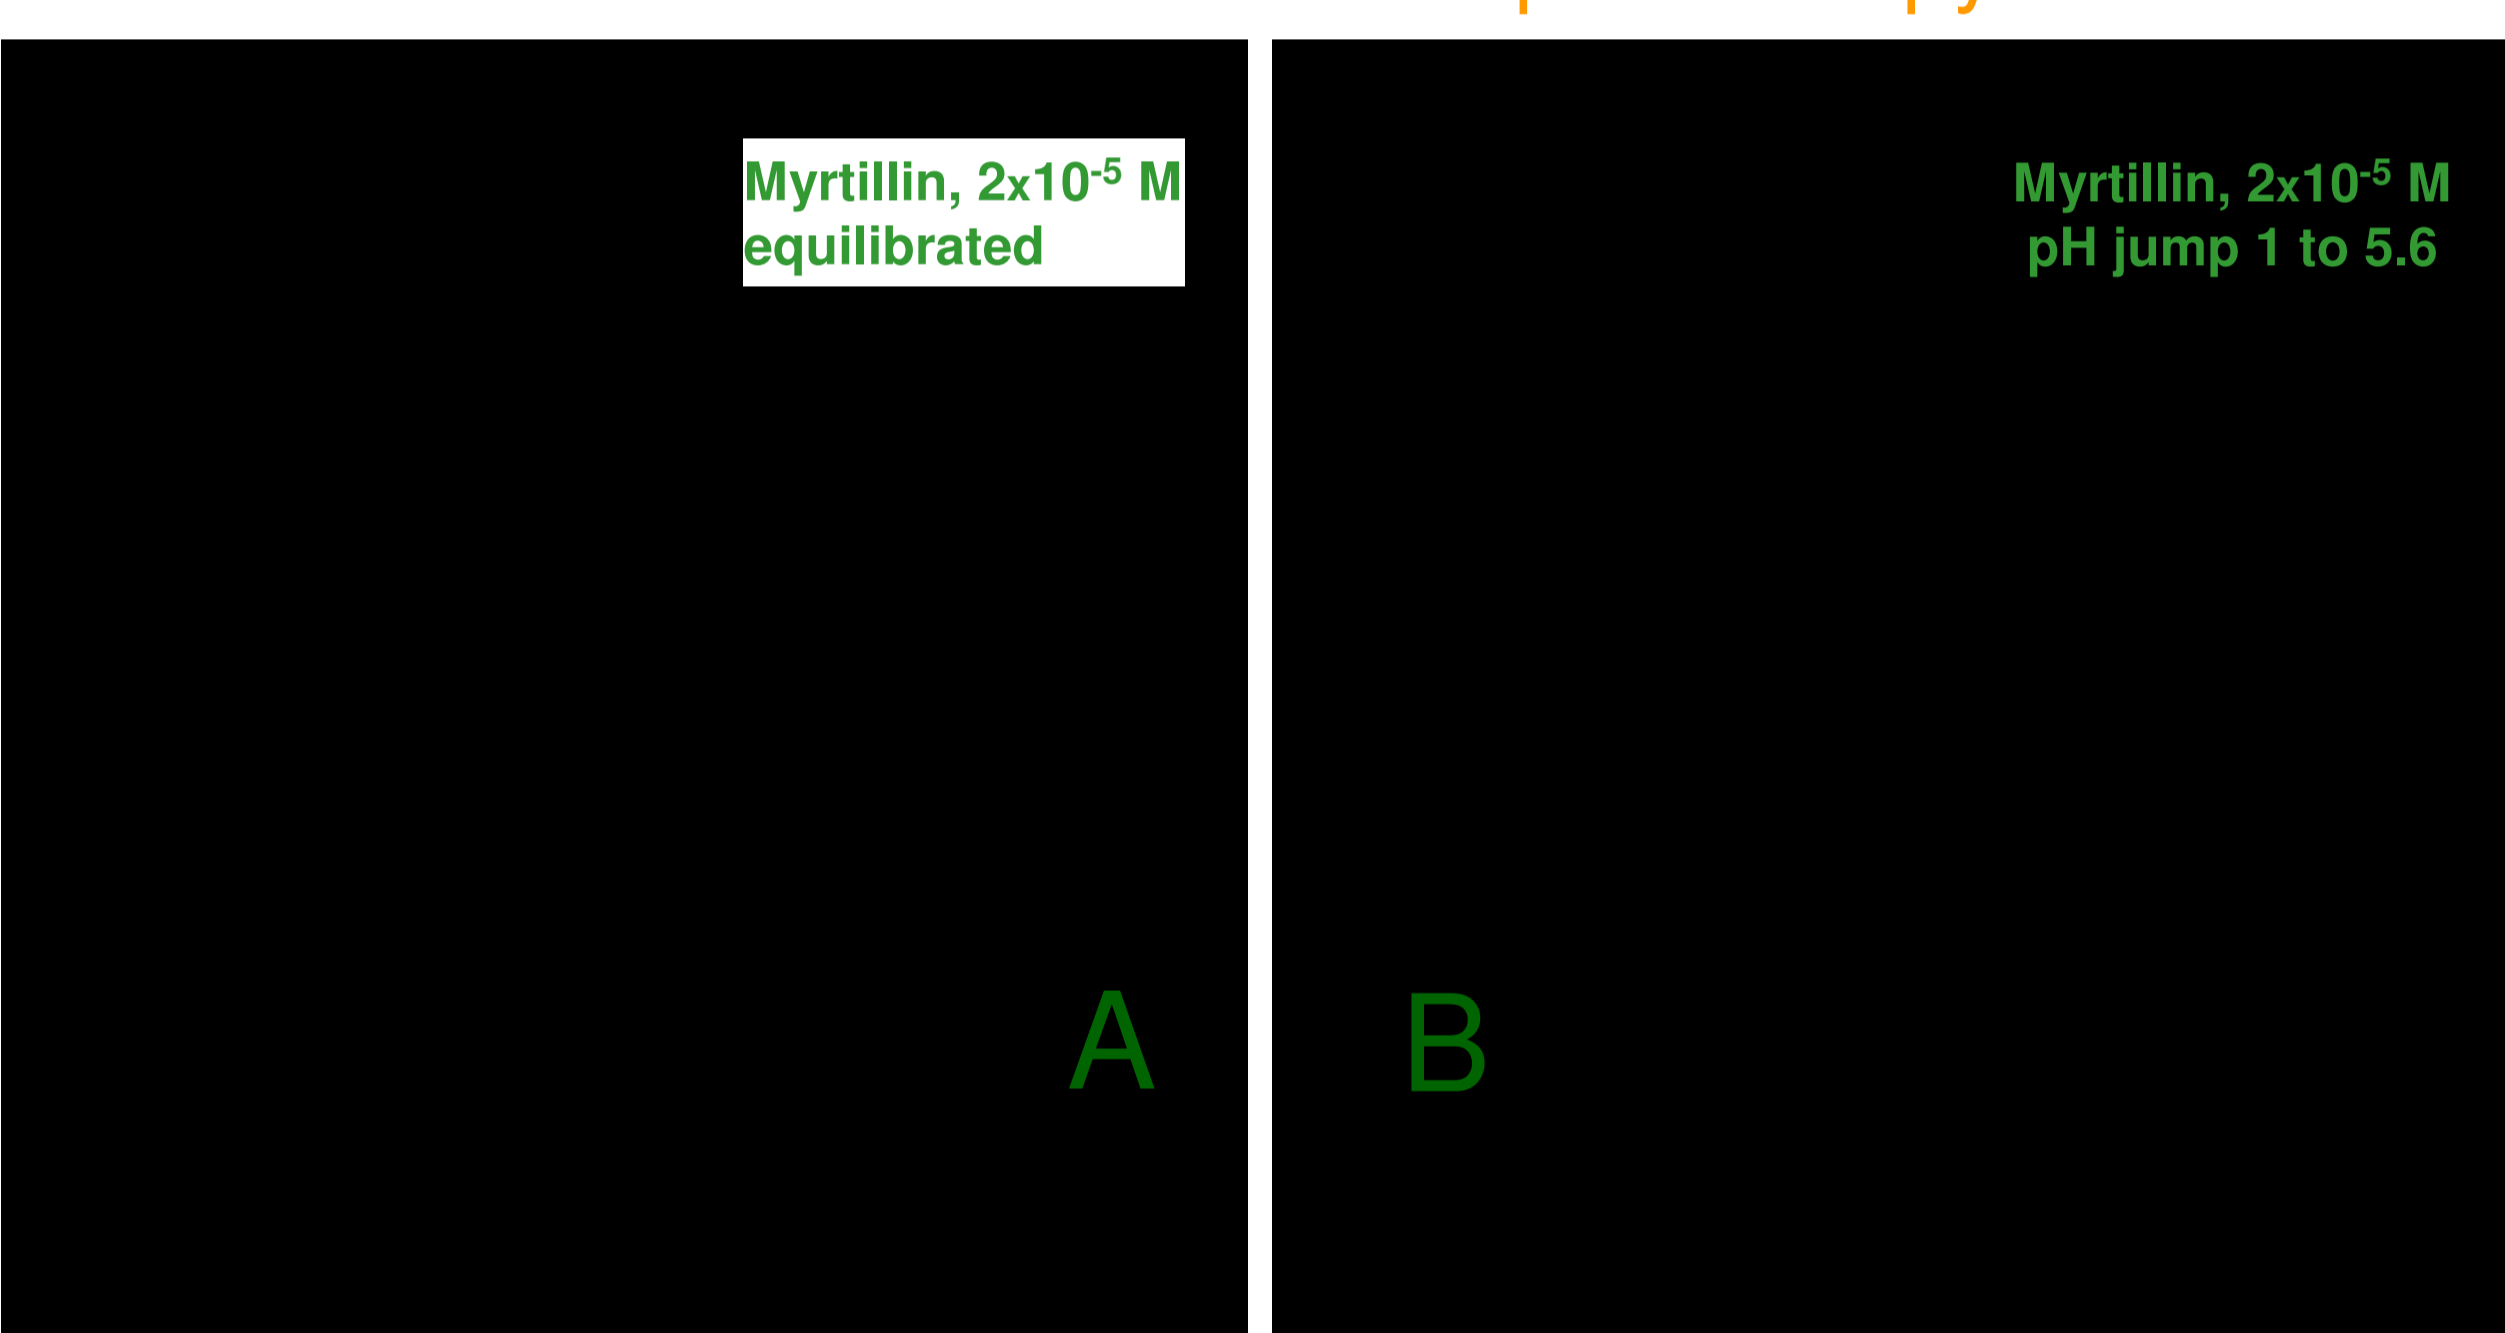 Myrtillin, 2x10⁻⁵ M
equilibrated
Myrtillin, 2x10⁻⁵ M
pH jump 1 to 5.6
A
B